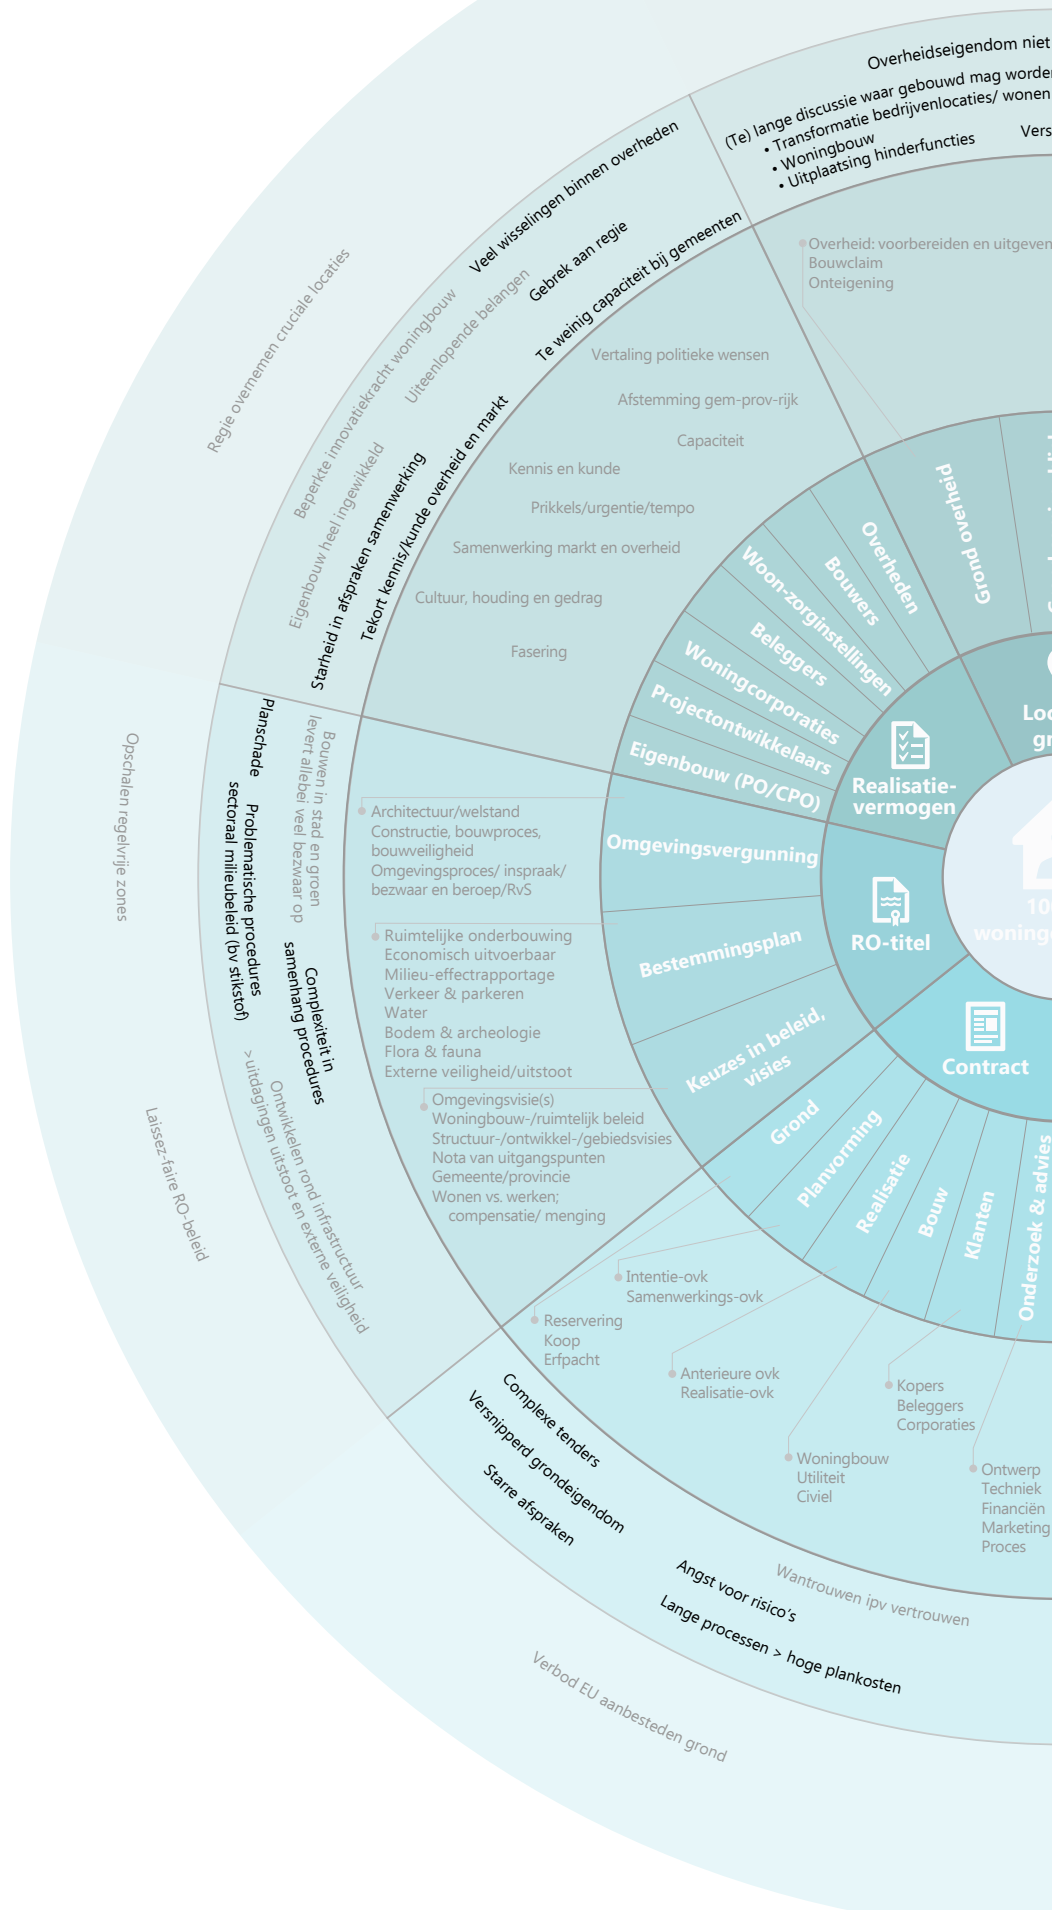 Overheidseigendom niet
(Te) lange discussie waar gebouwd mag worde
• Transformatie bedrijvenlocaties/ wonen
• Woningbouw
• Uitplaatsing hinderfuncties
Vers
Overheid: voorbereiden en uitgeven
Bouwclaim
Onteigening
Grond overheid
Regie overnemen cruciale locaties
Veel wisselingen binnen overheden
Gebrek aan regie
Te weinig capaciteit bij gemeenten
Uiteenlopende belangen
Beperkte innovatiekracht woningbouw
Eigenbouw heel ingewikkeld
Starheid in afspraken samenwerking
Tekort kennis/kunde overheid en markt
Vertaling politieke wensen
Afstemming gem-prov-rijk
Capaciteit
Kennis en kunde
Prikkels/urgentie/tempo
Samenwerking markt en overheid
Cultuur, houding en gedrag
Fasering
Overheden
Bouwers
Woon-zorginstellingen
Beleggers
Woningcorporaties
Projectontwikkelaars
Eigenbouw (PO/CPO)
Realisatie-
vermogen
Loc
gr
10
woning
Opschalen regelvrije zones
Laissez-faire RO-beleid
Planschade
Problematische procedures
sectoraal milieubeleid (bv stikstof)
Bouwen in stad en groen
levert allebei veel bezwaar op
Complexiteit in
samenhang procedures
Ontwikkelen rond infrastructuur
> uitdagingen uitstoot en externe veiligheid
Architectuur/welstand
Constructie, bouwproces,
bouwveiligheid
Omgevingsproces/ inspraak/
bezwaar en beroep/RvS
Ruimtelijke onderbouwing
Economisch uitvoerbaar
Milieu-effectrapportage
Verkeer & parkeren
Water
Bodem & archeologie
Flora & fauna
Externe veiligheid/uitstoot
Omgevingsvisie(s)
Woningbouw-/ruimtelijk beleid
Structuur-/ontwikkel-/gebiedsvisies
Nota van uitgangspunten
Gemeente/provincie
Wonen vs. werken;
compensatie/ menging
Omgevingsvergunning
Bestemmingsplan
Keuzes in beleid,
visies
RO-titel
Contract
Grond
Planvorming
Realisatie
Bouw
Klanten
Onderzoek & advies
Intentie-ovk
Samenwerkings-ovk
Reservering
Koop
Erfpacht
Anterieure ovk
Realisatie-ovk
Kopers
Beleggers
Corporaties
Woningbouw
Utiliteit
Civiel
Ontwerp
Techniek
Financiën
Marketing
Proces
Complexe tenders
Versnipperd grondeigendom
Starre afspraken
Angst voor risico's
Wantrouwen ipv vertrouwen
Lange processen > hoge plankosten
Verbod EU aanbesteden grond